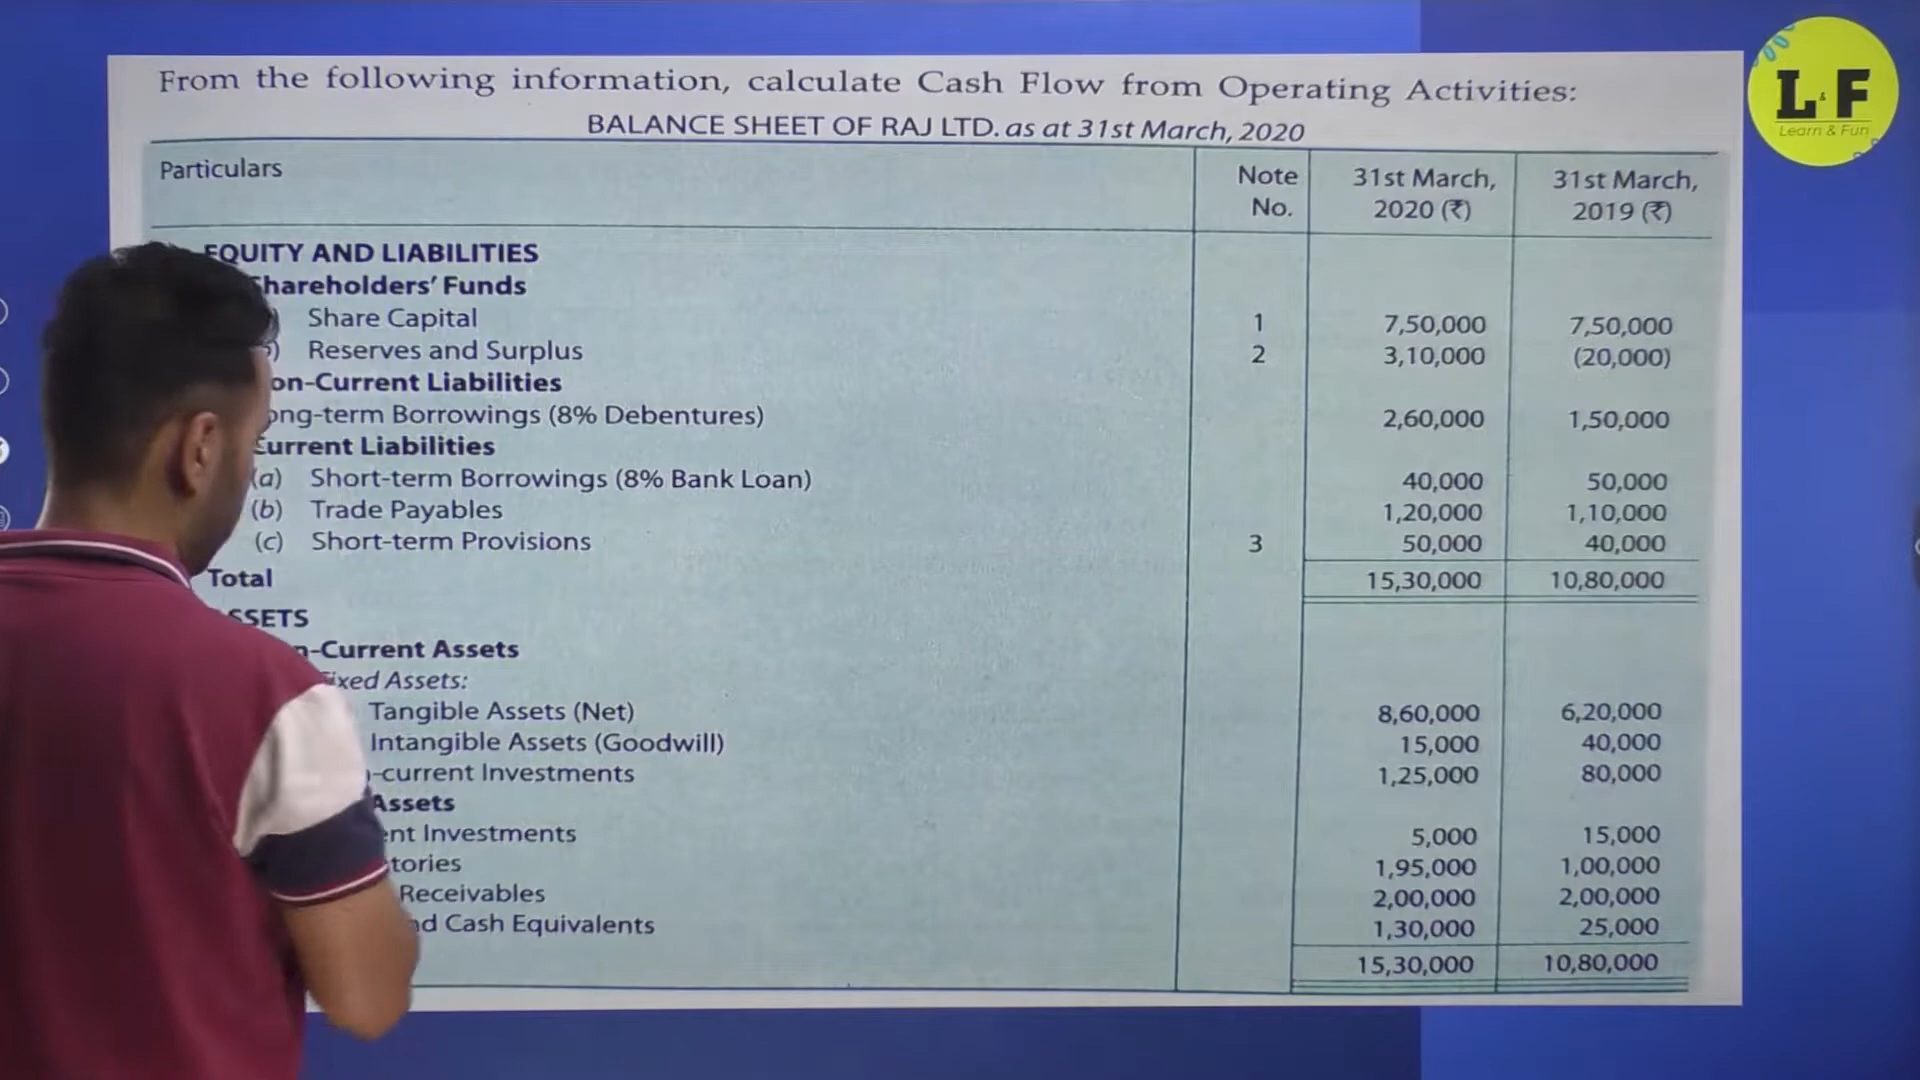 From the following information, calculate Cash Flow from Operating Activities:
BALANCE SHEET OF RAJ LTD. as at 31st March, 2020
Particulars Note No. 31st March, 2020 (₹) 31st March, 2019 (₹)
EQUITY AND LIABILITIES
Shareholders' Funds
Share Capital 1 7,50,000 7,50,000
Reserves and Surplus 2 3,10,000 (20,000)
on-Current Liabilities
ong-term Borrowings (8% Debentures) 2,60,000 1,50,000
Current Liabilities
(a) Short-term Borrowings (8% Bank Loan) 40,000 50,000
(b) Trade Payables 1,20,000 1,10,000
(c) Short-term Provisions 3 50,000 40,000
Total 15,30,000 10,80,000
SSETS
n-Current Assets
Fixed Assets:
Tangible Assets (Net) 8,60,000 6,20,000
Intangible Assets (Goodwill) 15,000 40,000
-current Investments 1,25,000 80,000
Assets
ent Investments 5,000 15,000
tories 1,95,000 1,00,000
Receivables 2,00,000 2,00,000
nd Cash Equivalents 1,30,000 25,000
15,30,000 10,80,000
L & F
Learn & Fun